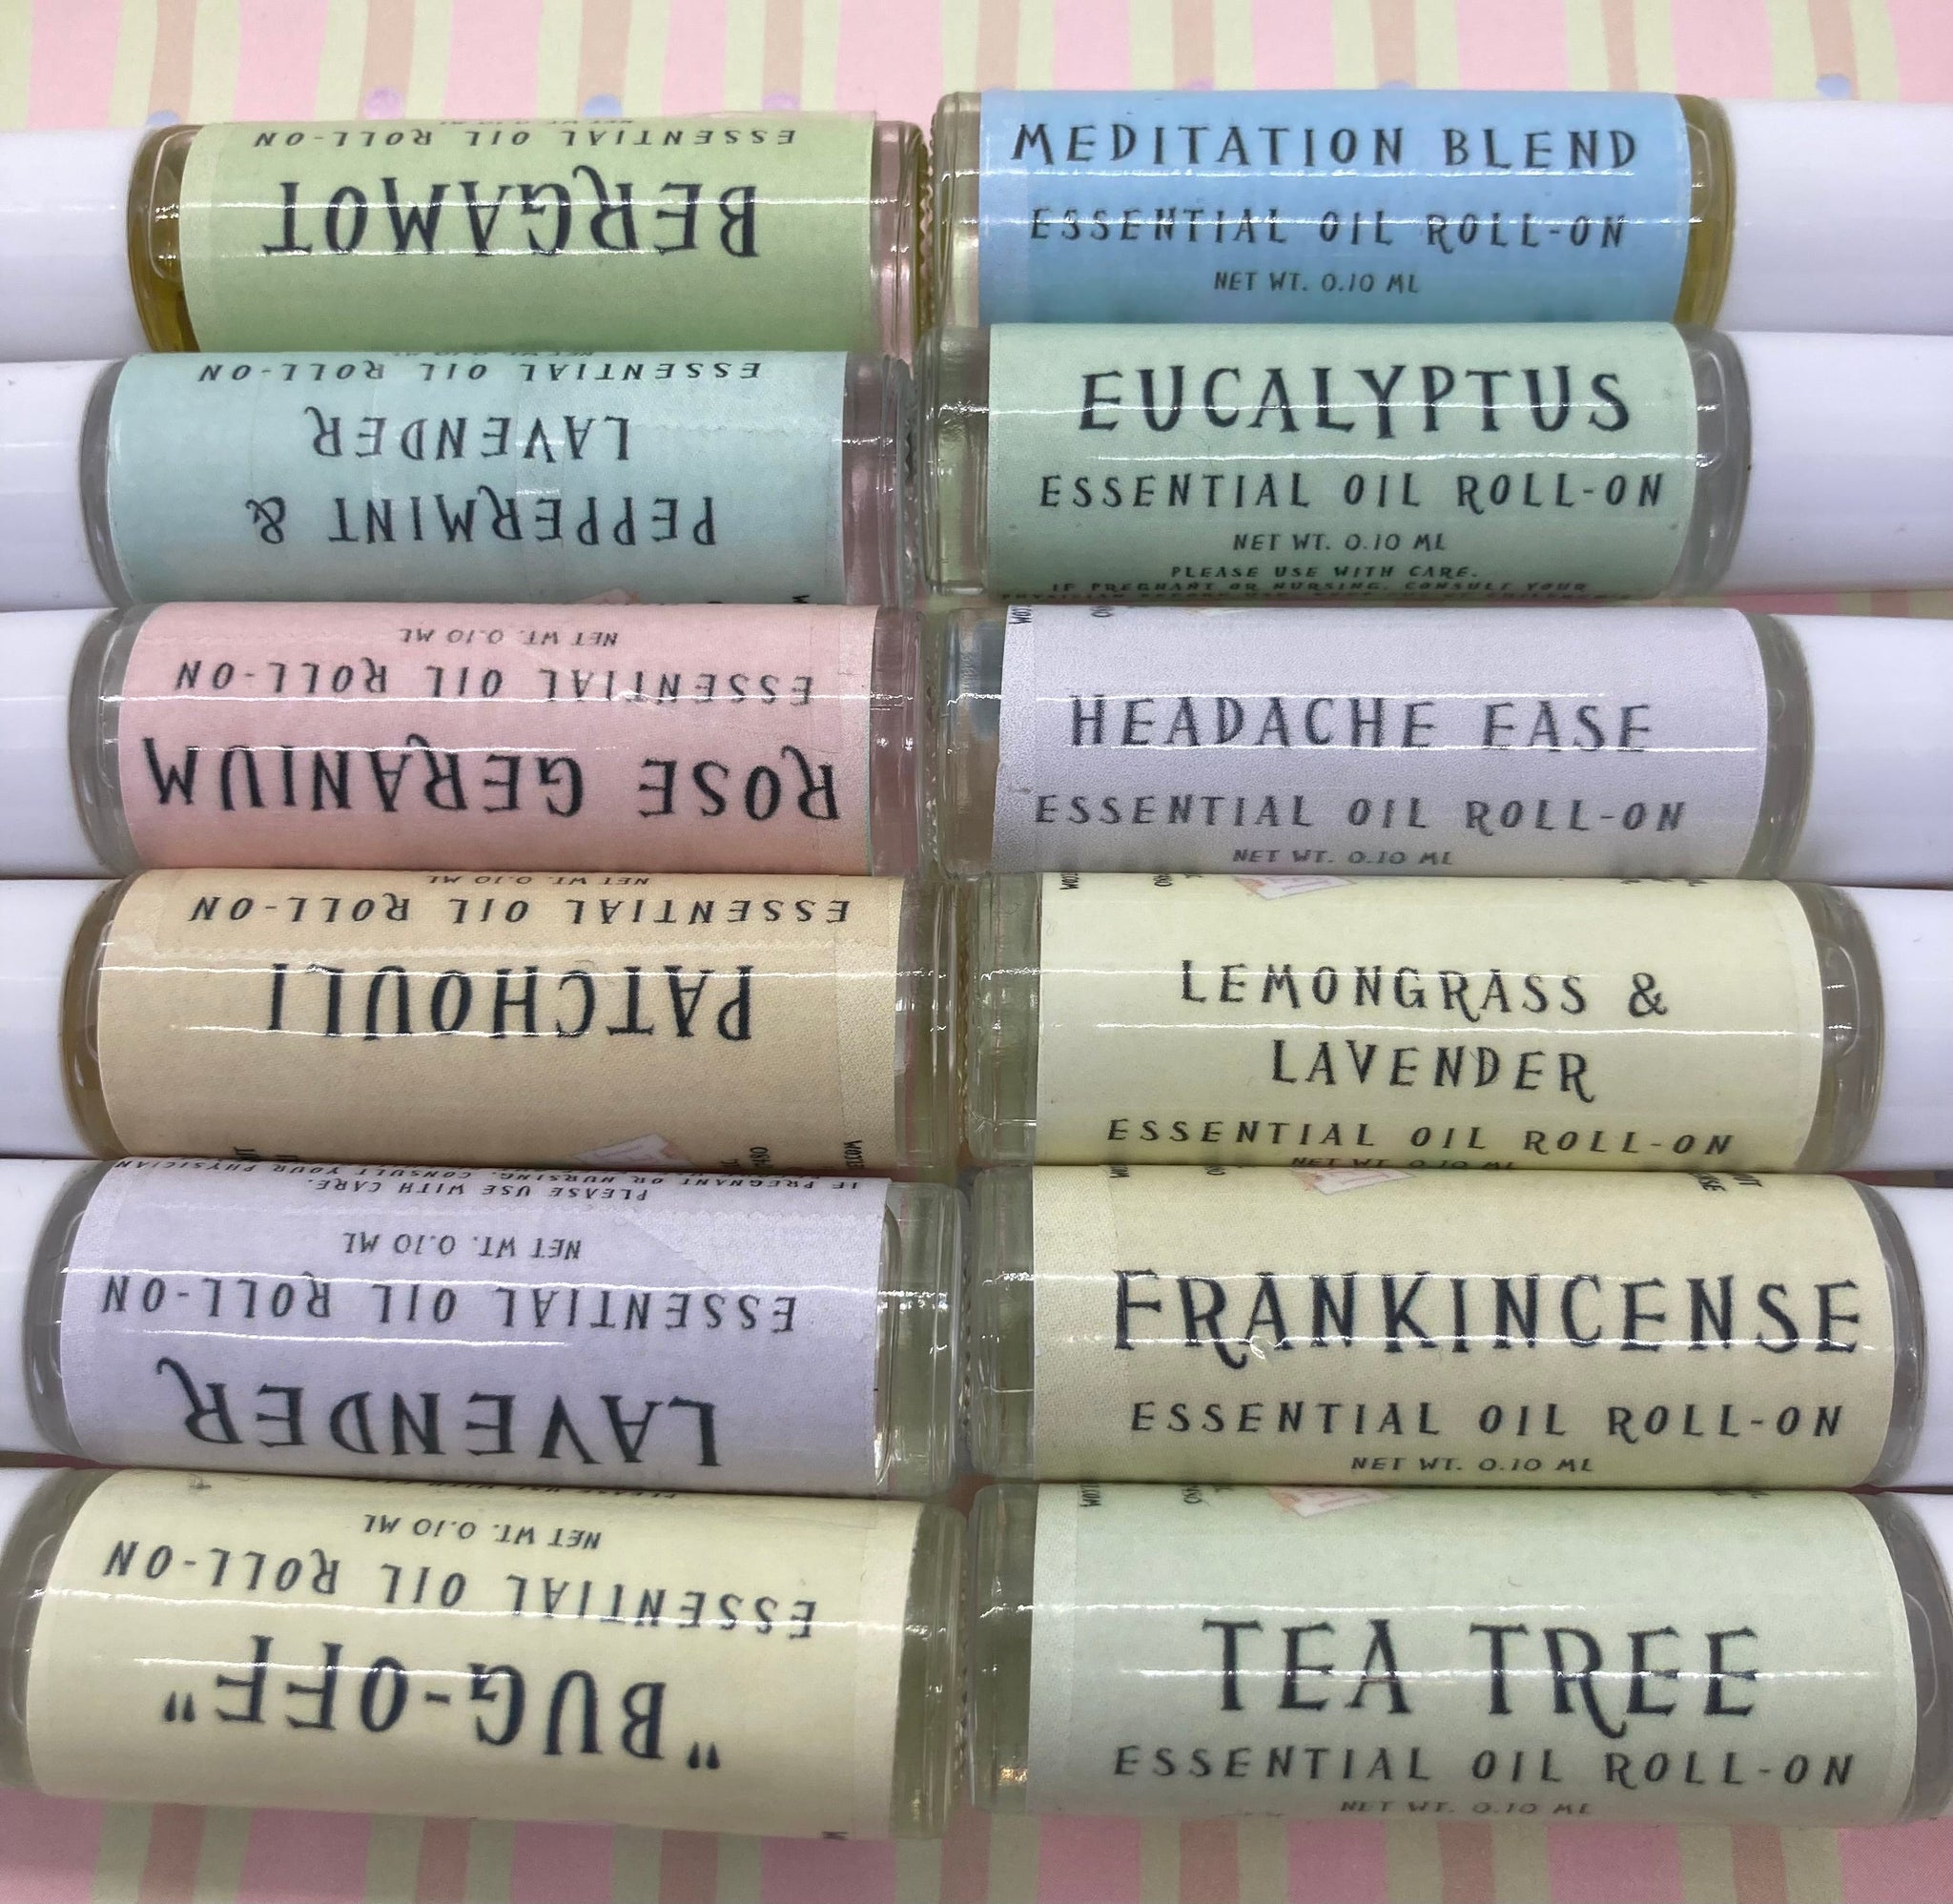 BERGAMOT
ESSENTIAL OIL ROLL-ON
PEPPERMINT &
LAVENDER
ESSENTIAL OIL ROLL-ON
ROSE GERANIUM
ESSENTIAL OIL ROLL-ON
NET WT. 0.10 ML
PATCHOULI
ESSENTIAL OIL ROLL-ON
NET WT. 0.10 ML
LAVENDER
ESSENTIAL OIL ROLL-ON
NET WT. 0.10 ML
PLEASE USE WITH CARE.
IF PREGNANT OR NURSING, CONSULT YOUR PHYSICIAN
"BUG-OFF"
ESSENTIAL OIL ROLL-ON
NET WT. 0.10 ML
MEDITATION BLEND
ESSENTIAL OIL ROLL-ON
NET WT. 0.10 ML
EUCALYPTUS
ESSENTIAL OIL ROLL-ON
NET WT. 0.10 ML
PLEASE USE WITH CARE.
IF PREGNANT OR NURSING, CONSULT YOUR
HEADACHE EASE
ESSENTIAL OIL ROLL-ON
NET WT. 0.10 ML
LEMONGRASS &
LAVENDER
ESSENTIAL OIL ROLL-ON
NET WT. 0.10 ML
FRANKINCENSE
ESSENTIAL OIL ROLL-ON
NET WT. 0.10 ML
TEA TREE
ESSENTIAL OIL ROLL-ON
NET WT. 0.10 ML